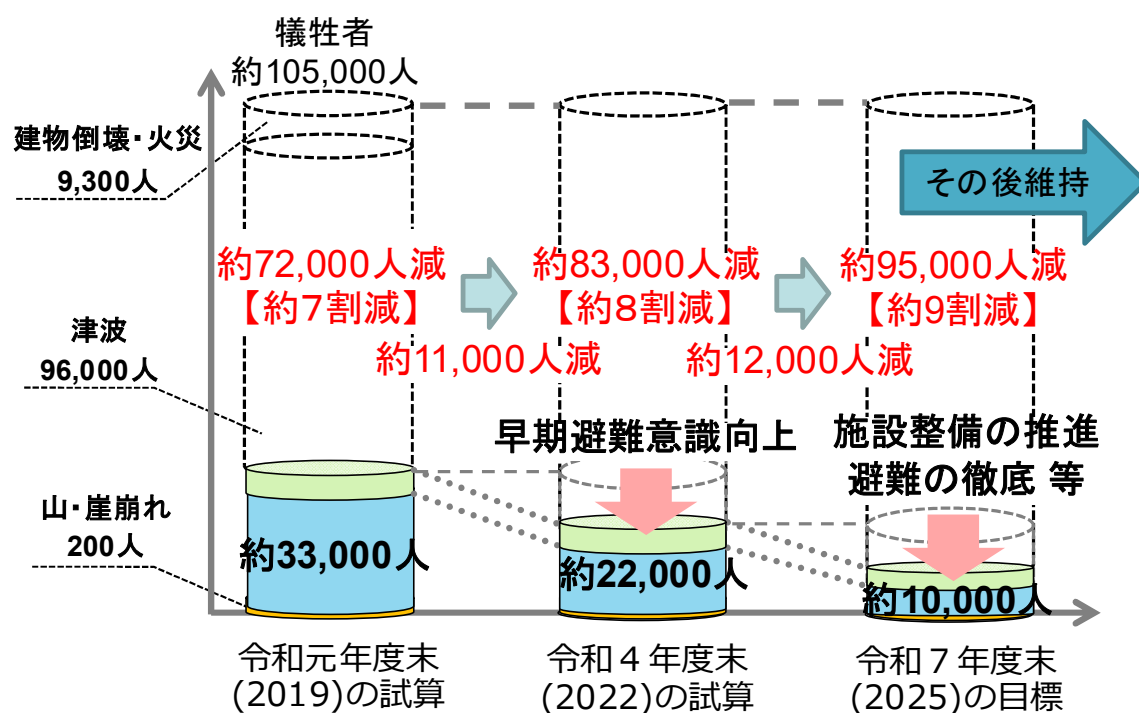 犠牲者
約105,000人
建物倒壊・火災
9,300人
その後維持
約72,000人減
【約7割減】
約83,000人減
【約8割減】
約95,000人減
【約9割減】
約11,000人減
約12,000人減
津波
96,000人
早期避難意識向上
施設整備の推進
避難の徹底 等
山・崖崩れ
200人
約33,000人
約22,000人
約10,000人
令和元年度末
(2019)の試算
令和４年度末
(2022)の試算
令和７年度末
(2025)の目標